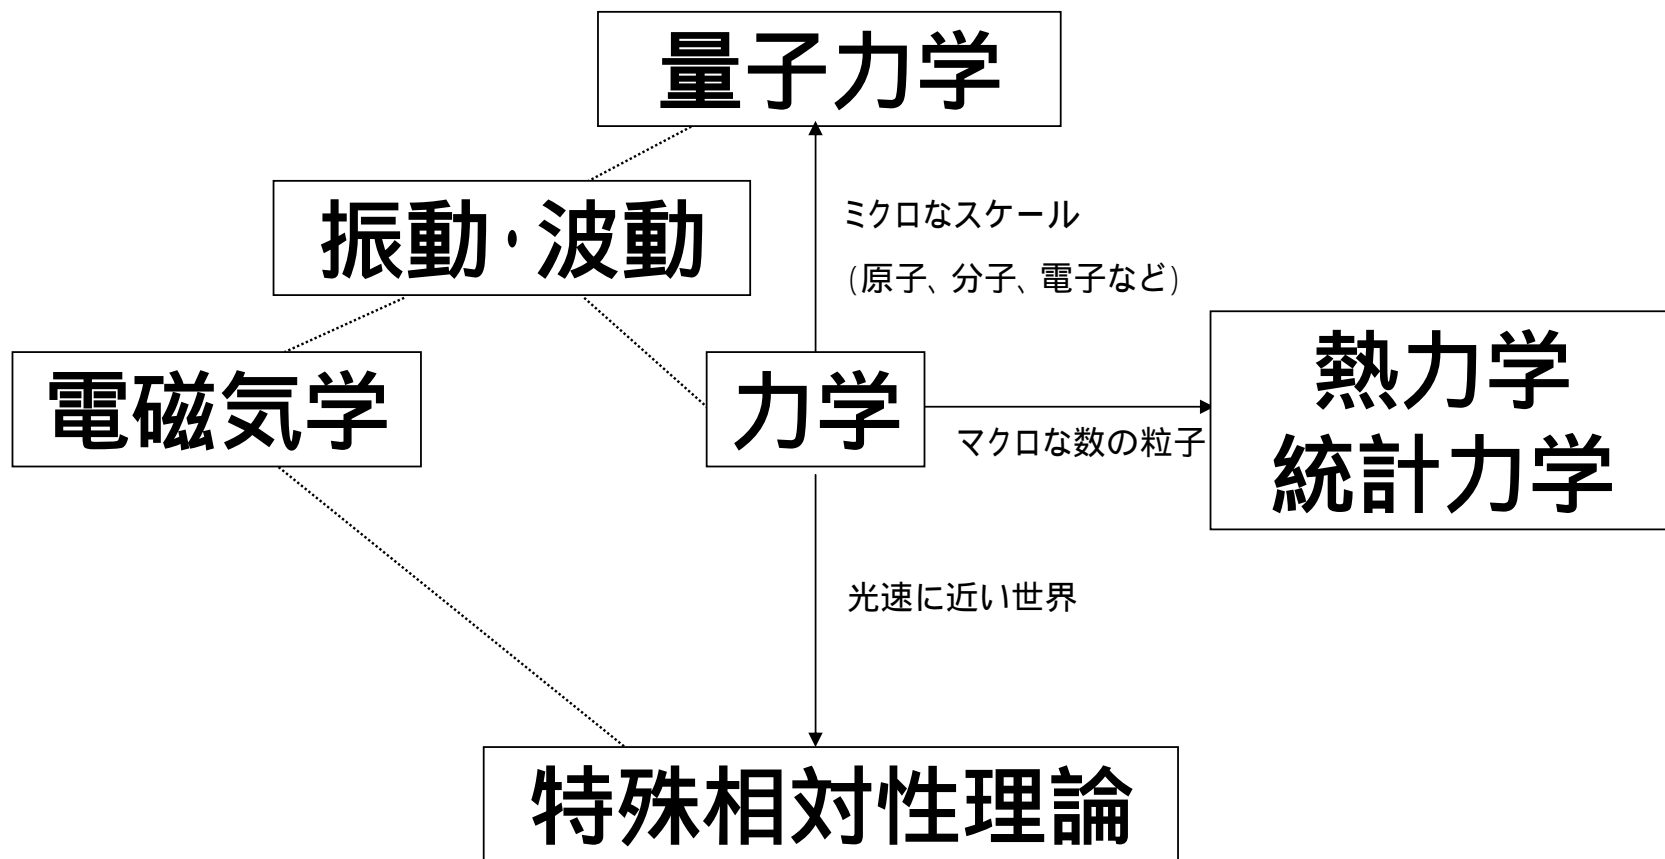 量子力学
振動・波動
ミクロなスケール
(原子、分子、電子など)
電磁気学
力学
マクロな数の粒子
熱力学
統計力学
光速に近い世界
特殊相対性理論